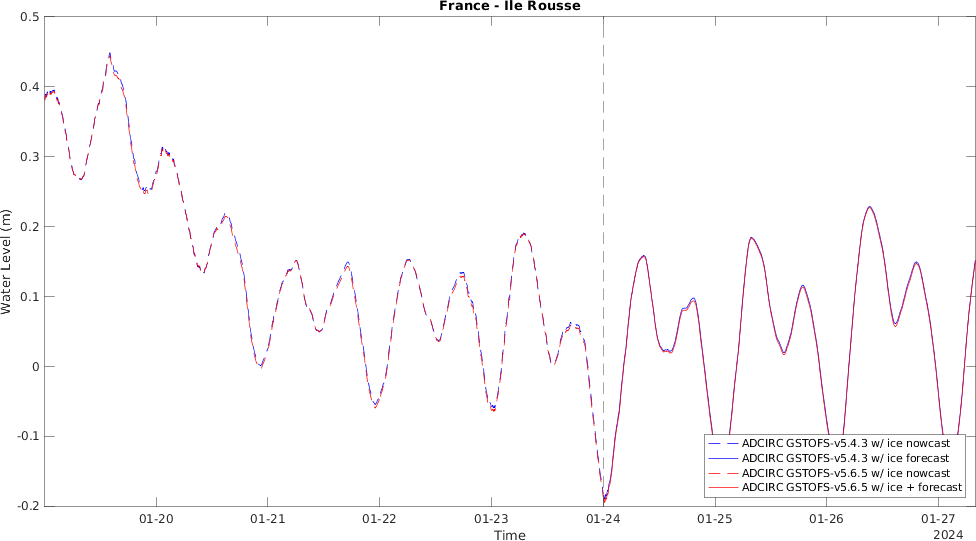 France - Ile Rousse
0.5
0.4
0.3
0.2
0.1
0
-0.1
-0.2
Water Level (m)
ADCIRC GSTOFS-v5.4.3 w/ ice nowcast
ADCIRC GSTOFS-v5.4.3 w/ ice forecast
ADCIRC GSTOFS-v5.6.5 w/ ice nowcast
ADCIRC GSTOFS-v5.6.5 w/ ice + forecast
01-20 01-21 01-22 01-23 01-24 01-25 01-26 01-27
Time 2024